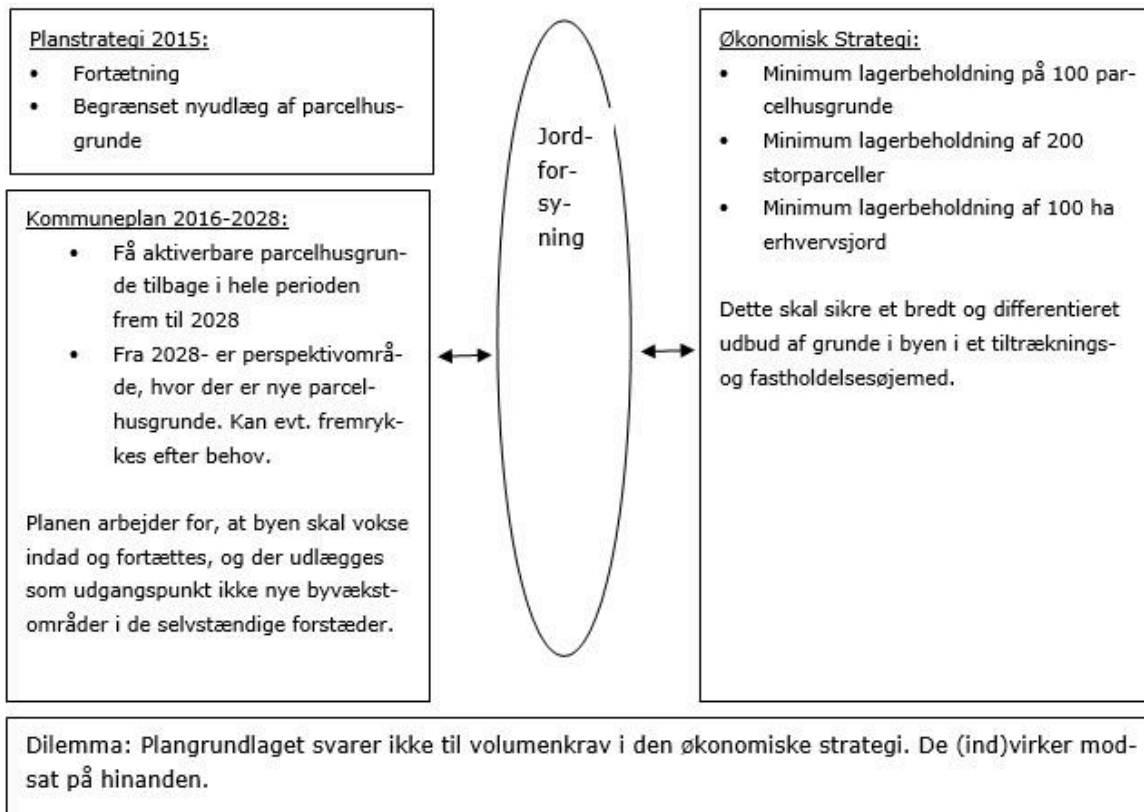 Planstrategi 2015:
• Fortætning
• Begrænset nyudlæg af parcelhus-
grunde
Kommuneplan 2016-2028:
• Få aktiverbare parcelhusgrun-
de tilbage i hele perioden
frem til 2028
• Fra 2028- er perspektivområ-
de, hvor der er nye parcel-
husgrunde. Kan evt. fremryk-
kes efter behov.
Planen arbejder for, at byen skal vokse
indad og fortættes, og der udlægges
som udgangspunkt ikke nye byvækst-
områder i de selvstændige forstæder.
Jord-
for-
sy-
ning
Økonomisk Strategi:
• Minimum lagerbeholdning på 100 par-
celhusgrunde
• Minimum lagerbeholdning af 200
storparceller
• Minimum lagerbeholdning af 100 ha
erhvervsjord
Dette skal sikre et bredt og differentieret
udbud af grunde i byen i et tiltræknings-
og fastholdelsesøjemed.
Dilemma: Plangrundlaget svarer ikke til volumenkrav i den økonomiske strategi. De (ind)virker mod-
sat på hinanden.